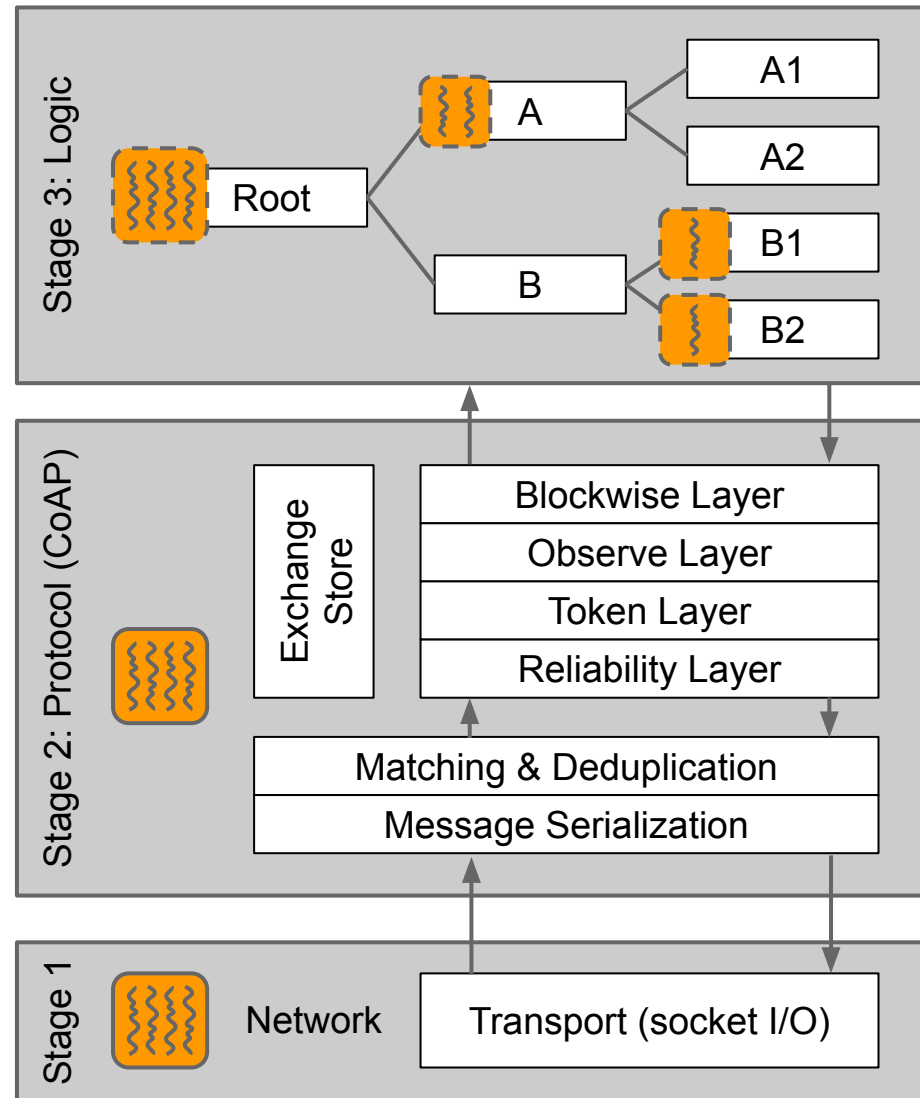 Stage 3: Logic
Root
A
A1
A2
B
B1
B2
Stage 2: Protocol (CoAP)
Exchange
Store
Blockwise Layer
Observe Layer
Token Layer
Reliability Layer
Matching & Deduplication
Message Serialization
Stage 1
Network
Transport (socket I/O)